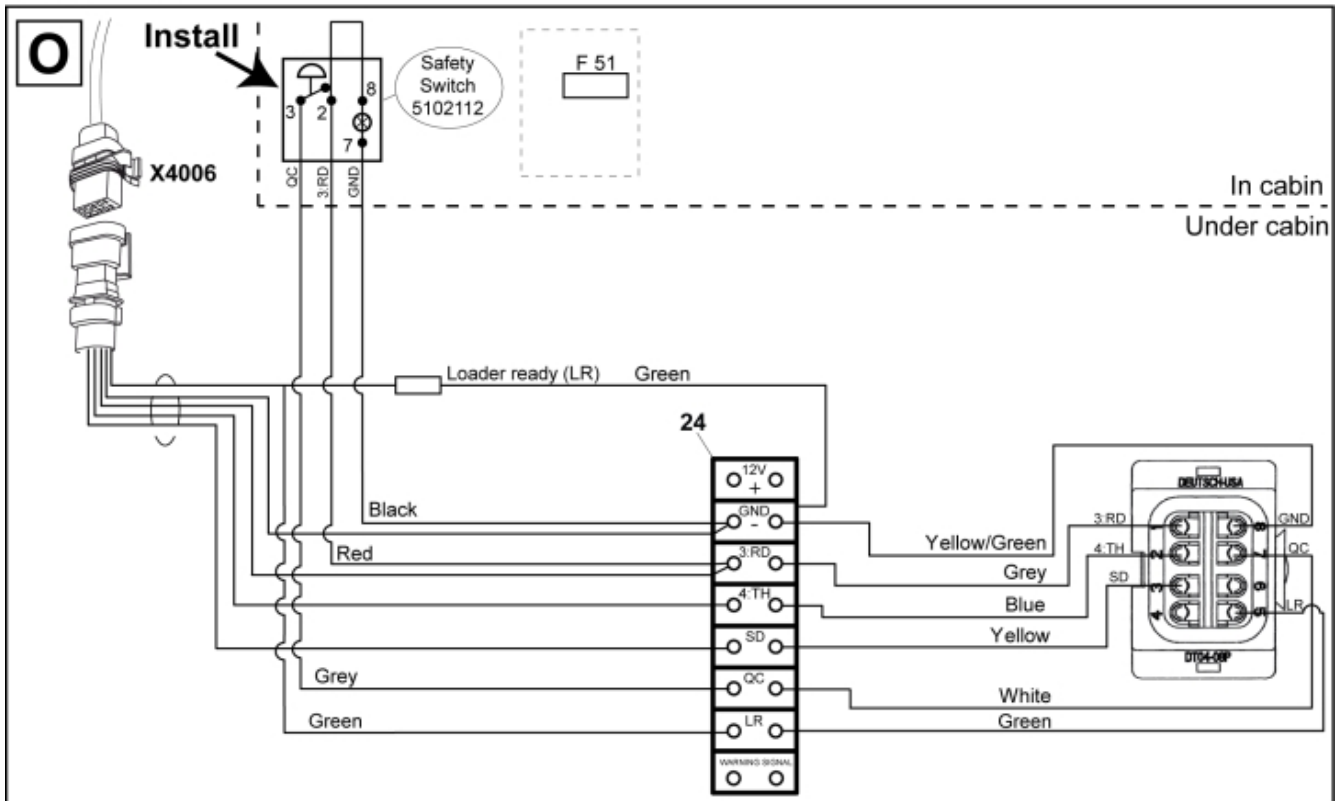 O
Install
Safety
Switch
5102112
F 51
3
2
8
7
QC
3:RD
GND
X4006
In cabin
Under cabin
Loader ready (LR)
Green
24
12V
+
GND
-
3:RD
4:TH
SD
QC
LR
WARNING SIGNAL
Black
Red
Grey
Green
Yellow/Green
Grey
Blue
Yellow
White
Green
DEUTSCH-USA
3:RD
4:TH
SD
1
2
3
4
8
7
6
5
GND
QC
LR
DT04-08P